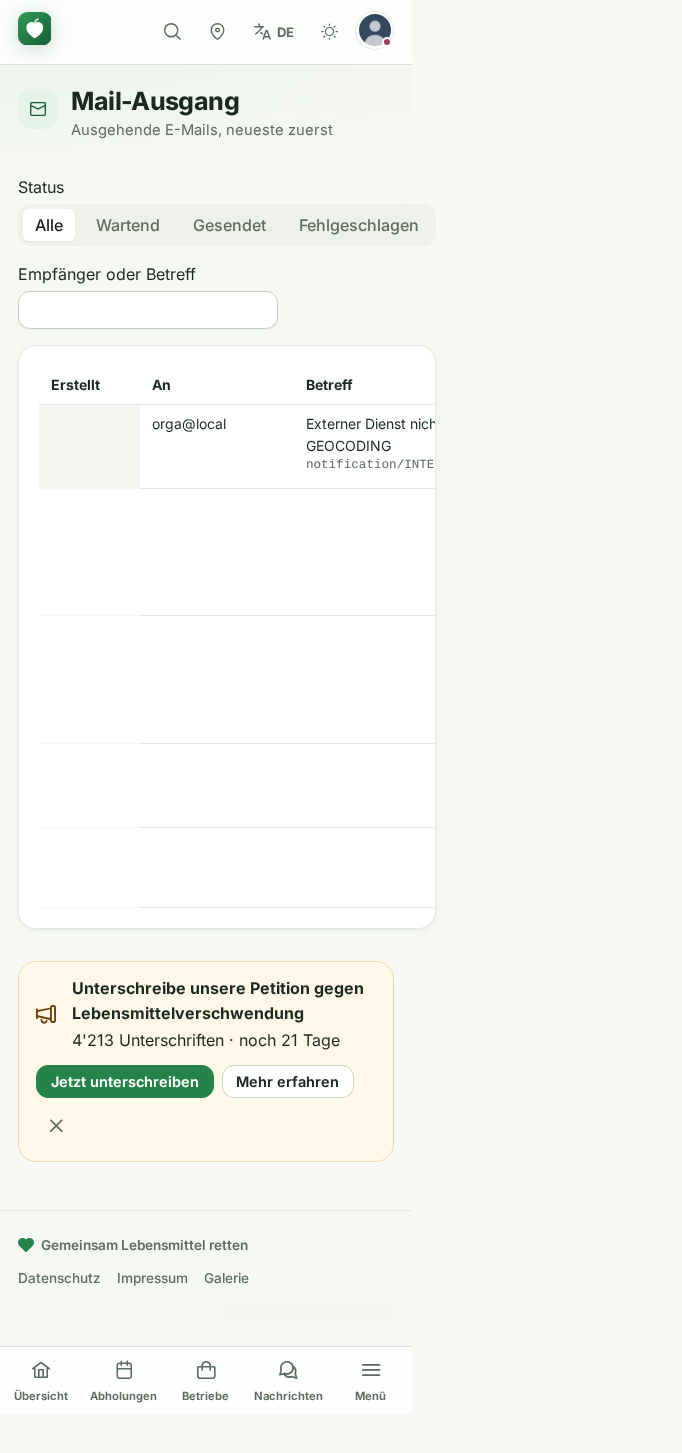 DE
Mail-Ausgang
Ausgehende E-Mails, neueste zuerst
Status
Alle Wartend Gesendet Fehlgeschlagen
Empfänger oder Betreff
Erstellt An Betreff
orga@local Externer Dienst nich
GEOCODING
notification/INTE
Unterschreibe unsere Petition gegen
Lebensmittelverschwendung
4'213 Unterschriften · noch 21 Tage
Jetzt unterschreiben Mehr erfahren
Gemeinsam Lebensmittel retten
Datenschutz Impressum Galerie
Übersicht Abholungen Betriebe Nachrichten Menü